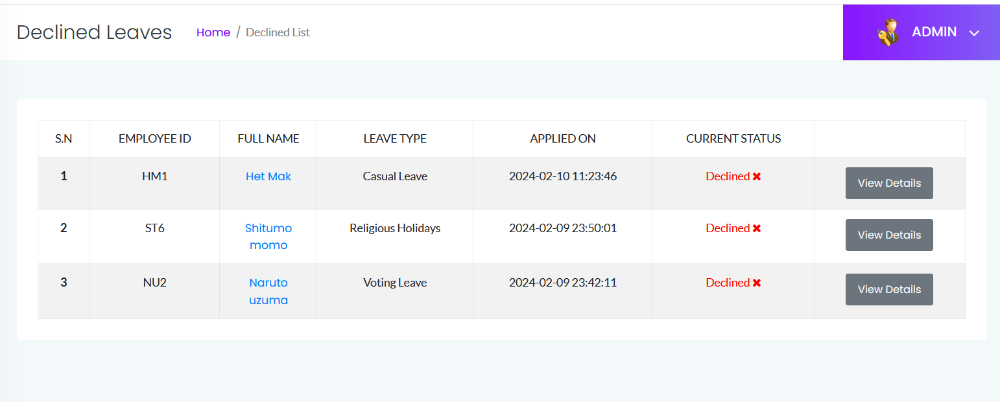 Declined Leaves Home / Declined List ADMIN
S.N EMPLOYEE ID FULL NAME LEAVE TYPE APPLIED ON CURRENT STATUS
1 HM1 Het Mak Casual Leave 2024-02-10 11:23:46 Declined ✖ View Details
2 ST6 Shitumo Religious Holidays 2024-02-09 23:50:01 Declined ✖ View Details
momo
3 NU2 Naruto Voting Leave 2024-02-09 23:42:11 Declined ✖ View Details
uzuma